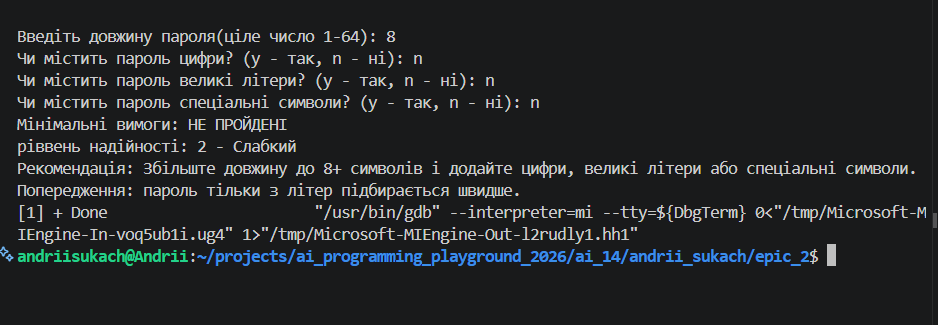 Введіть довжину пароля(ціле число 1-64): 8
Чи містить пароль цифри? (y - так, n - ні): n
Чи містить пароль великі літери? (y - так, n - ні): n
Чи містить пароль спеціальні символи? (y - так, n - ні): n
Мінімальні вимоги: НЕ ПРОЙДЕНІ
ріввень надійності: 2 - Слабкий
Рекомендація: Збільште довжину до 8+ символів і додайте цифри, великі літери або спеціальні символи.
Попередження: пароль тільки з літер підбирається швидше.
[1] + Done                       "/usr/bin/gdb" --interpreter=mi --tty=${DbgTerm} 0<"/tmp/Microsoft-M
IEngine-In-voq5ub1i.ug4" 1>"/tmp/Microsoft-MIEngine-Out-l2rudly1.hh1"
andriisukach@Andrii:~/projects/ai_programming_playground_2026/ai_14/andrii_sukach/epic_2$